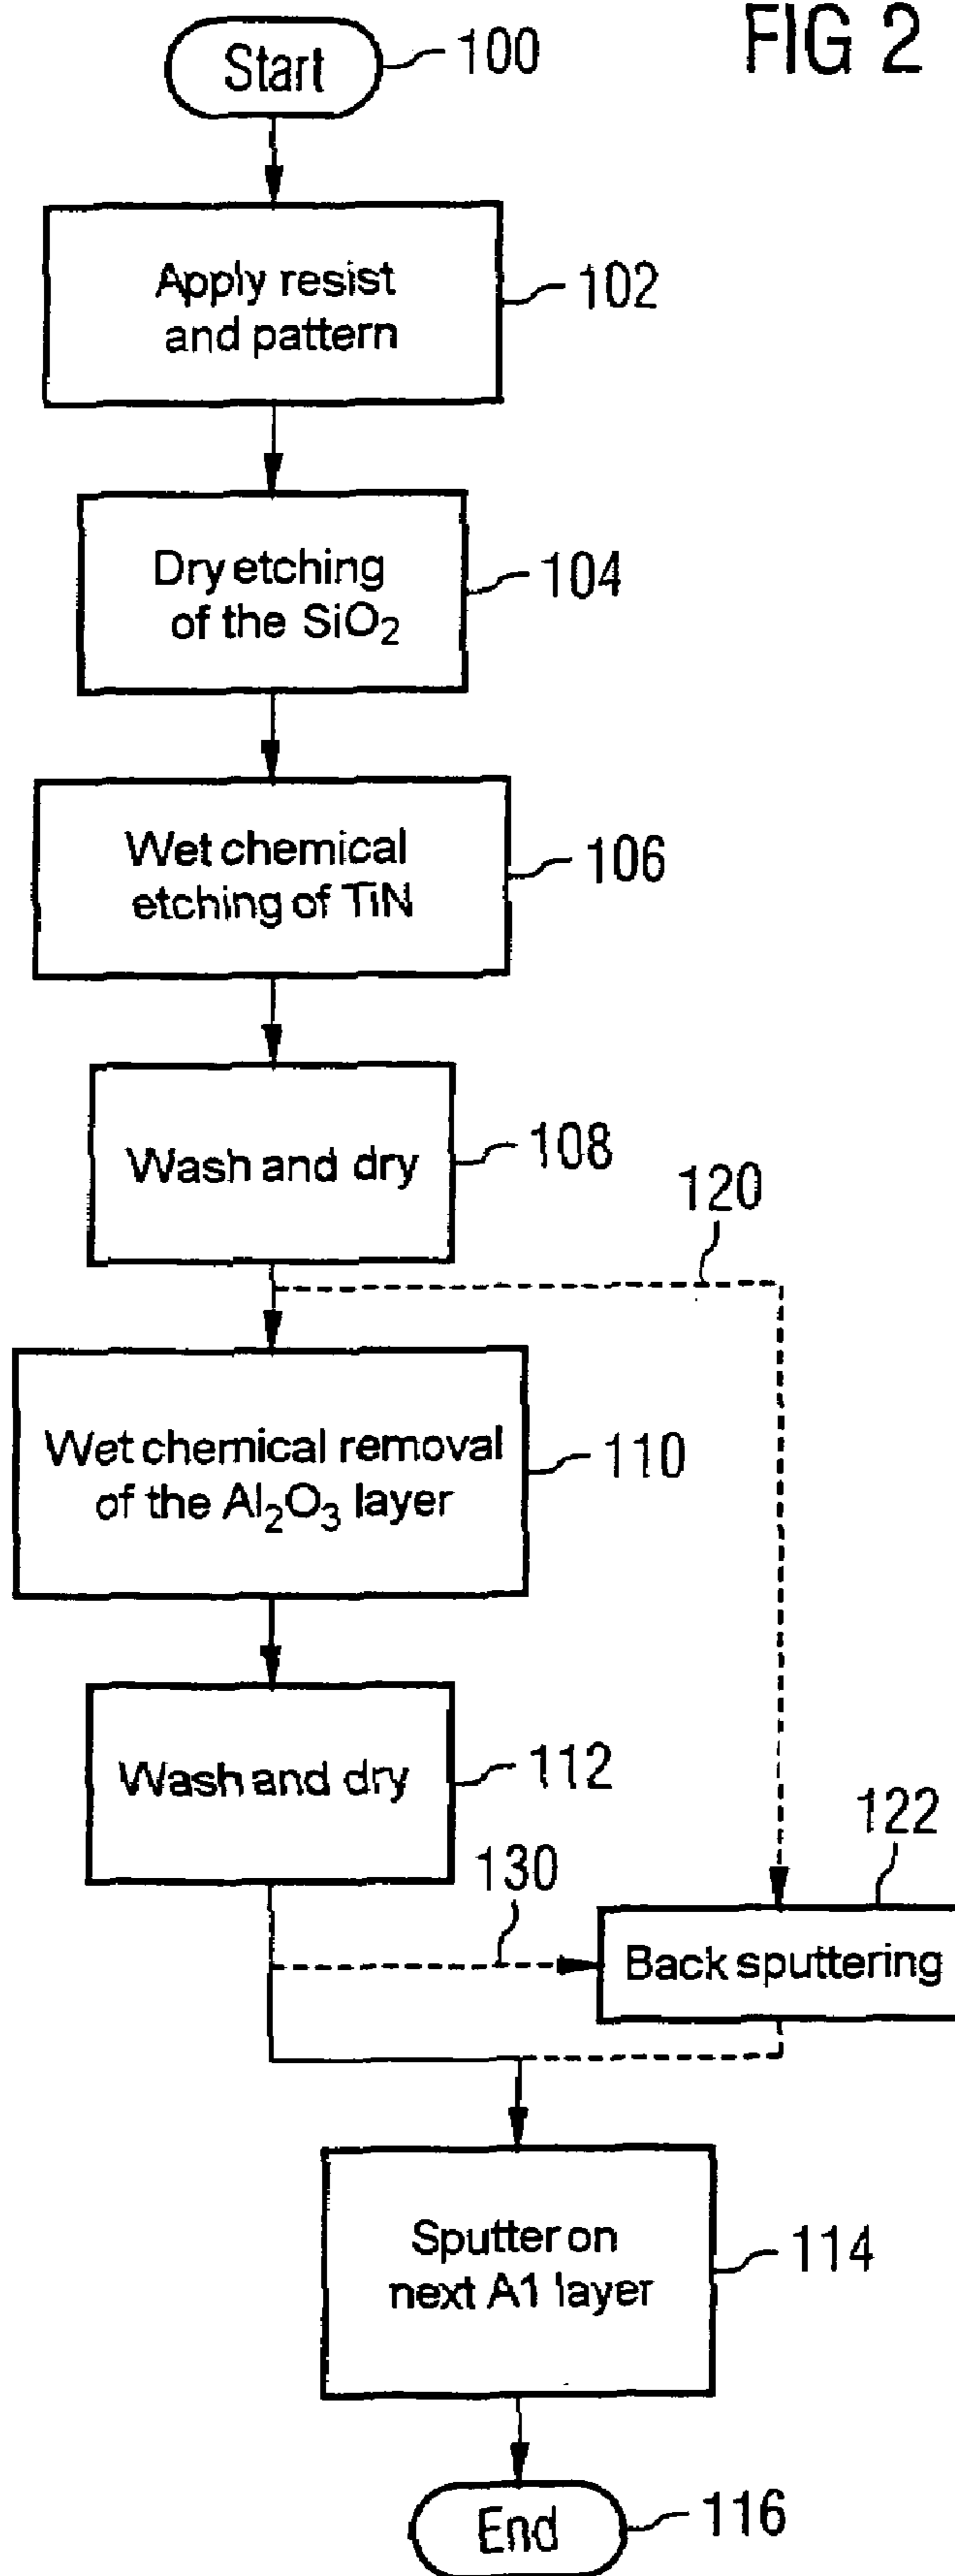 FIG 2
Start
100
Apply resist
and pattern
102
Dry etching
of the SiO₂
104
Wet chemical
etching of TiN
106
Wash and dry
108
120
Wet chemical removal
of the Al₂O₃ layer
110
Wash and dry
112
122
130
Back sputtering
Sputter on
next A1 layer
114
End
116